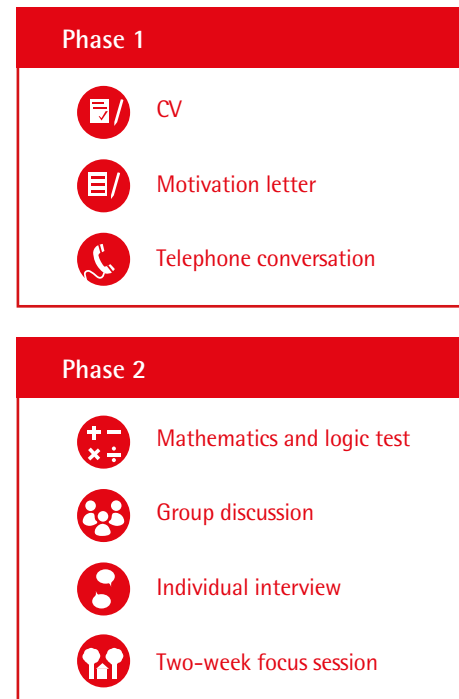 Phase 1
CV
Motivation letter
Telephone conversation
Phase 2
Mathematics and logic test
Group discussion
Individual interview
Two-week focus session